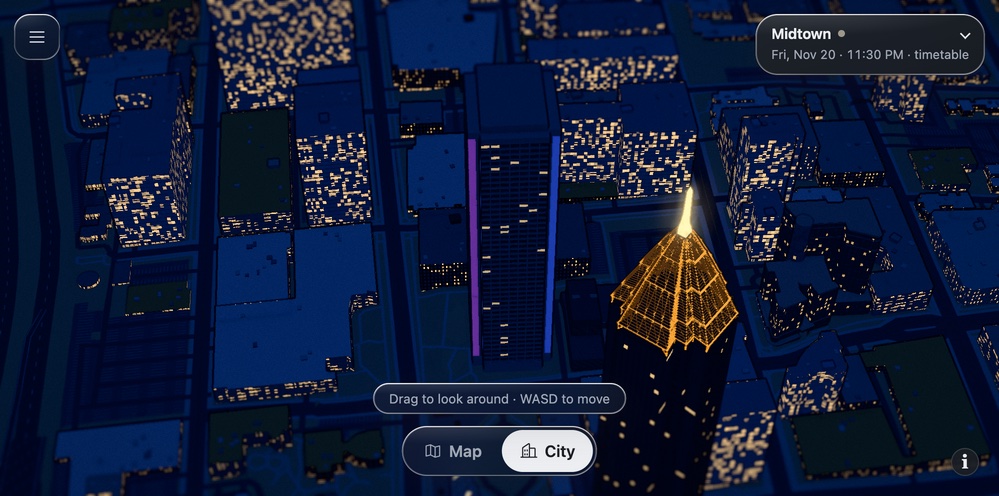 Midtown
Fri, Nov 20 · 11:30 PM · timetable
Drag to look around · WASD to move
Map
City
i